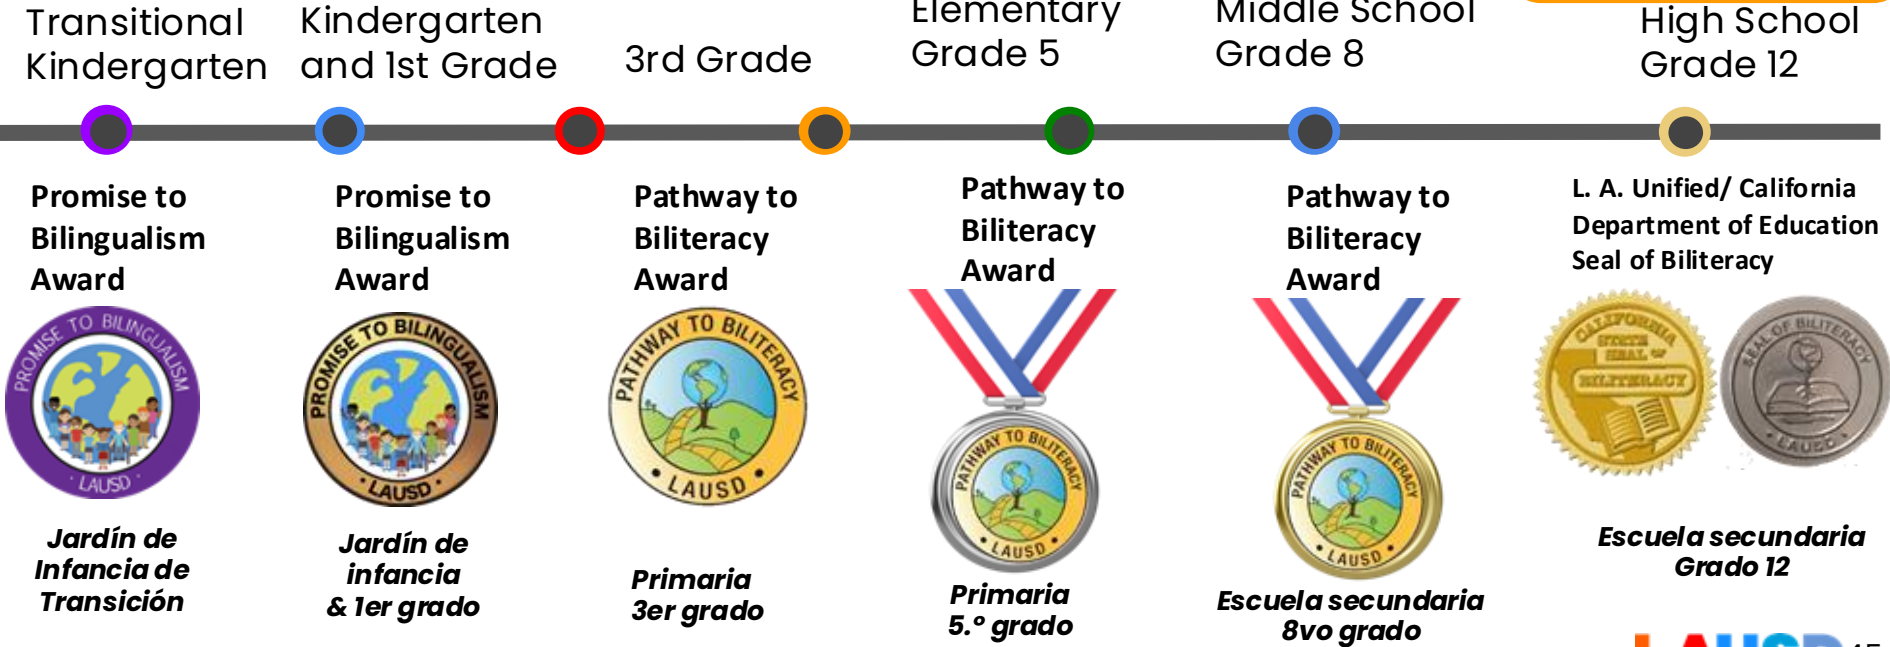 Transitional
Kindergarten
Kindergarten
and 1st Grade
3rd Grade
Elementary
Grade 5
Middle School
Grade 8
High School
Grade 12
Promise to
Bilingualism
Award
Promise to
Bilingualism
Award
Pathway to
Biliteracy
Award
Pathway to
Biliteracy
Award
Pathway to
Biliteracy
Award
L. A. Unified/ California
Department of Education
Seal of Biliteracy
PROMISE TO BILINGUALISM
· LAUSD ·
PROMISE TO BILINGUALISM
· LAUSD ·
PATHWAY TO BILITERACY
• LAUSD •
PATHWAY TO BILITERACY
• LAUSD •
PATHWAY TO BILITERACY
• LAUSD •
CALIFORNIA
STATE
SEAL OF
BILITERACY
SEAL OF BILITERACY
• LAUSD •
Jardín de
Infancia de
Transición
Jardín de
infancia
& 1er grado
Primaria
3er grado
Primaria
5.º grado
Escuela secundaria
8vo grado
Escuela secundaria
Grado 12
LAUSD